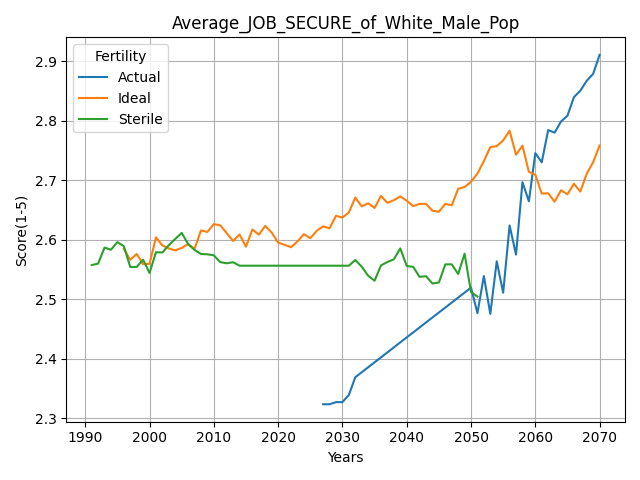 Average_JOB_SECURE_of_White_Male_Pop
Fertility
Actual
Ideal
Sterile
Score(1-5)
2.9
2.8
2.7
2.6
2.5
2.4
2.3
1990 2000 2010 2020 2030 2040 2050 2060 2070
Years